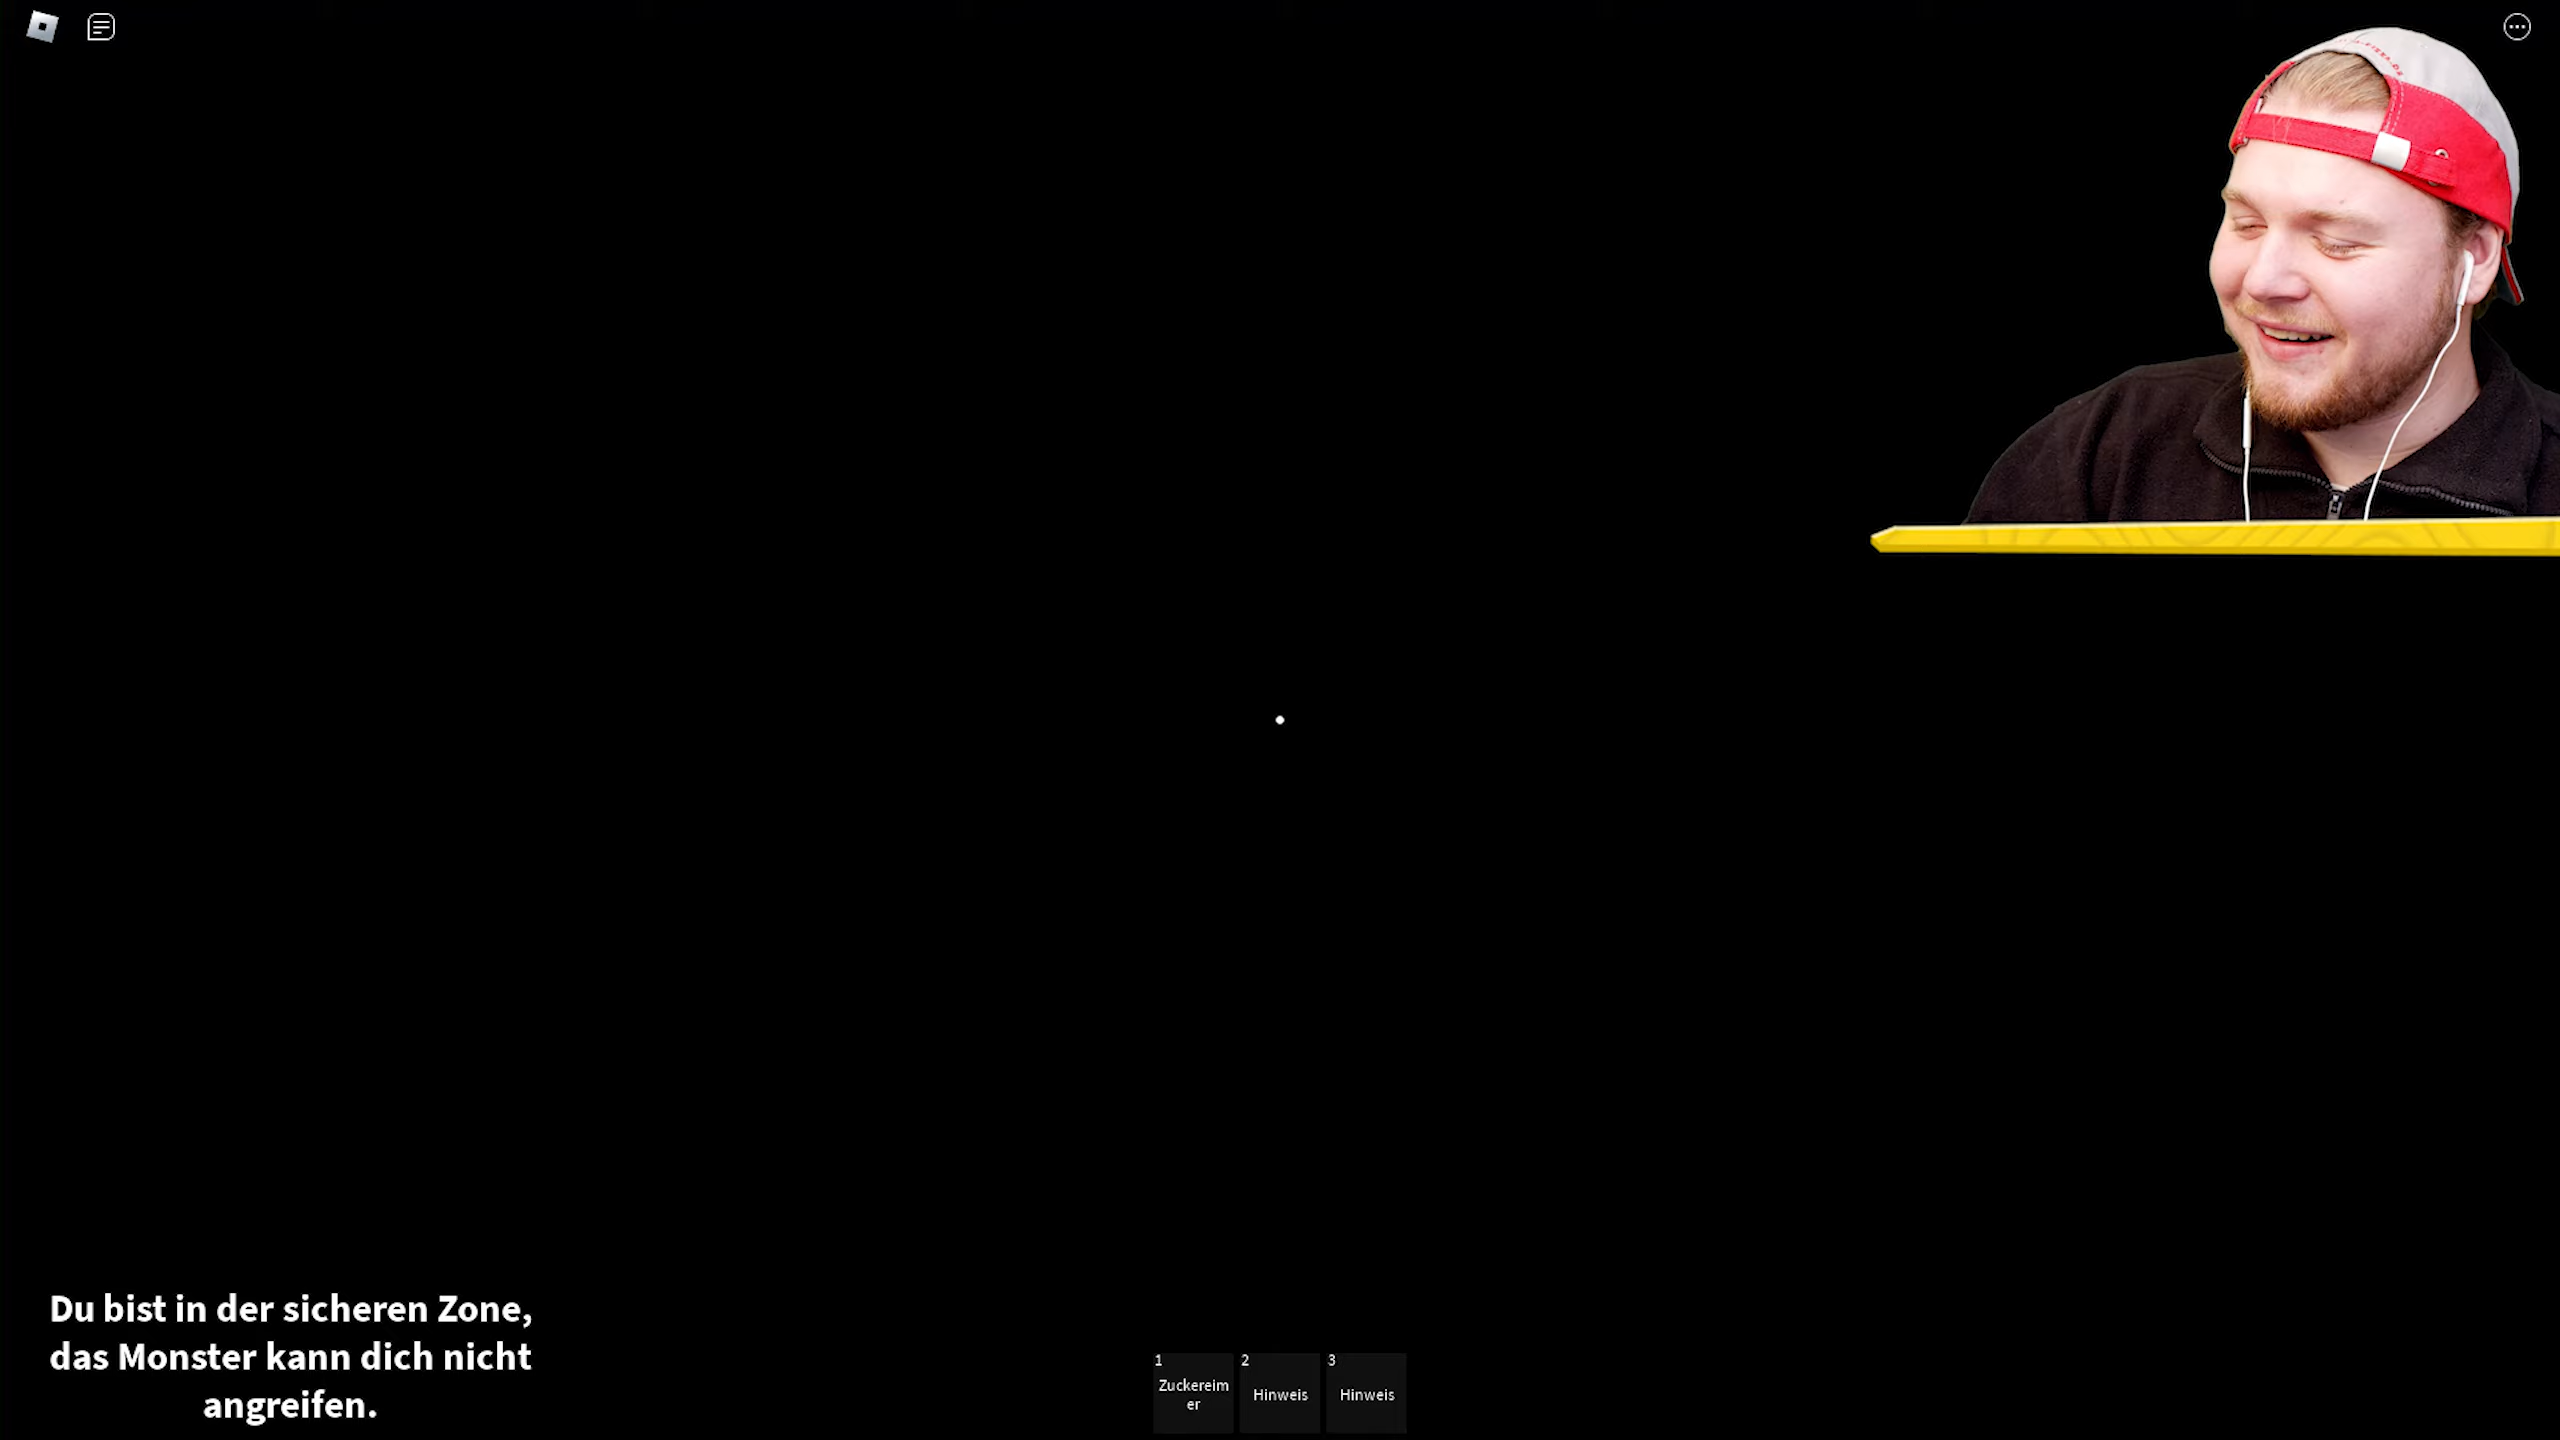 Du bist in der sicheren Zone,
das Monster kann dich nicht
angreifen.
1
Zuckereim
er
2
Hinweis
3
Hinweis